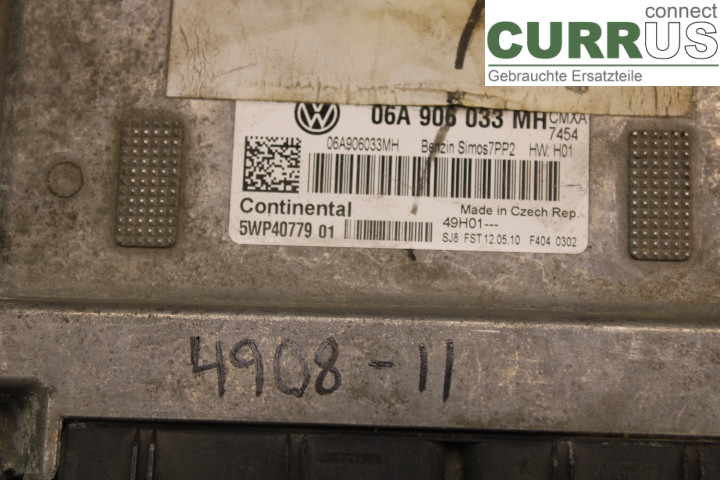 connect
CURRUS
Gebrauchte Ersatzteile
06A 906 033 MH
CMXA
7454
06A906033MH Benzin Simos7PP2 HW: H01
Continental
Made in Czech Rep.
5WP40779 01
49H01---
SJ8 FST 12.05.10 F404 0302
4908-11